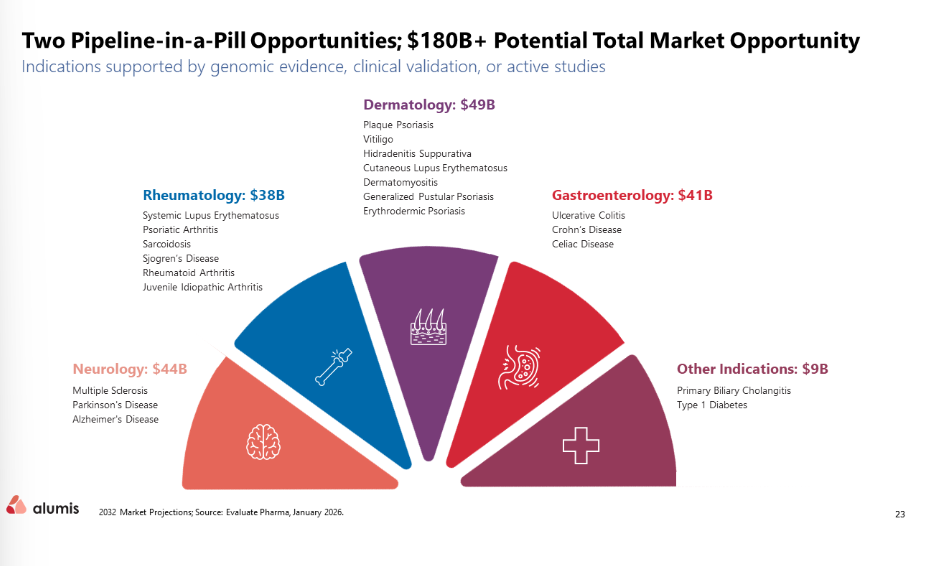 Two Pipeline-in-a-Pill Opportunities; $180B+ Potential Total Market Opportunity
Indications supported by genomic evidence, clinical validation, or active studies
Dermatology: $49B
Plaque Psoriasis
Vitiligo
Hidradenitis Suppurativa
Cutaneous Lupus Erythematosus
Dermatomyositis
Generalized Pustular Psoriasis
Erythrodermic Psoriasis
Rheumatology: $38B
Systemic Lupus Erythematosus
Psoriatic Arthritis
Sarcoidosis
Sjogren's Disease
Rheumatoid Arthritis
Juvenile Idiopathic Arthritis
Gastroenterology: $41B
Ulcerative Colitis
Crohn's Disease
Celiac Disease
Neurology: $44B
Multiple Sclerosis
Parkinson's Disease
Alzheimer's Disease
Other Indications: $9B
Primary Biliary Cholangitis
Type 1 Diabetes
alumis
2032 Market Projections; Source: Evaluate Pharma, January 2026.
23